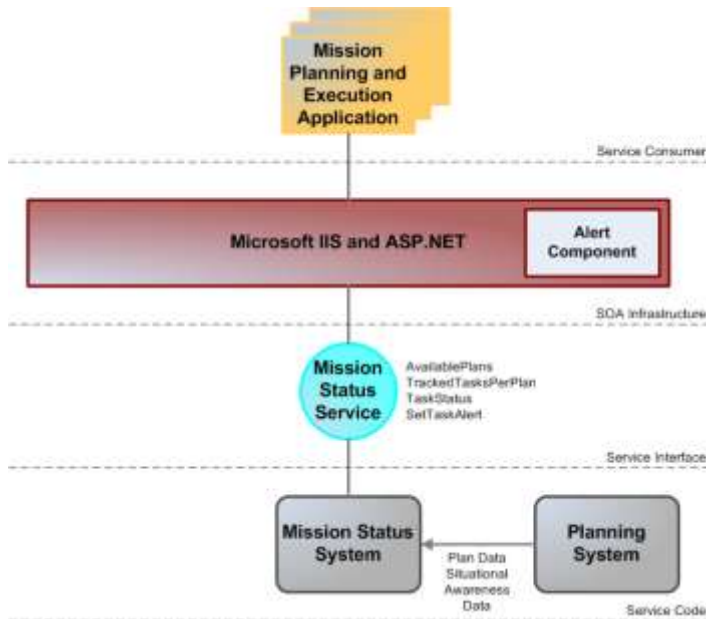 Mission
Planning and
Execution
Application
Service Consumer
Microsoft IIS and ASP.NET
Alert
Component
SOA Infrastructure
Mission
Status
Service
AvailablePlans
TrackedTasksPerPlan
TaskStatus
SetTaskAlert
Service Interface
Mission Status
System
Plan Data
Situational
Awareness
Data
Planning
System
Service Code